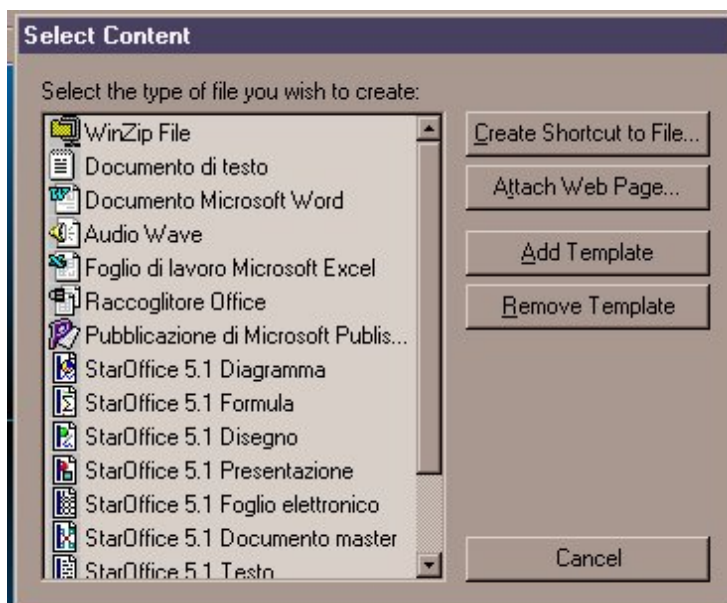 Select Content
Select the type of file you wish to create:
WinZip File
Documento di testo
Documento Microsoft Word
Audio Wave
Foglio di lavoro Microsoft Excel
Raccoglitore Office
Pubblicazione di Microsoft Publis...
StarOffice 5.1 Diagramma
StarOffice 5.1 Formula
StarOffice 5.1 Disegno
StarOffice 5.1 Presentazione
StarOffice 5.1 Foglio elettronico
StarOffice 5.1 Documento master
StarOffice 5.1 Testo
Create Shortcut to File...
Attach Web Page...
Add Template
Remove Template
Cancel